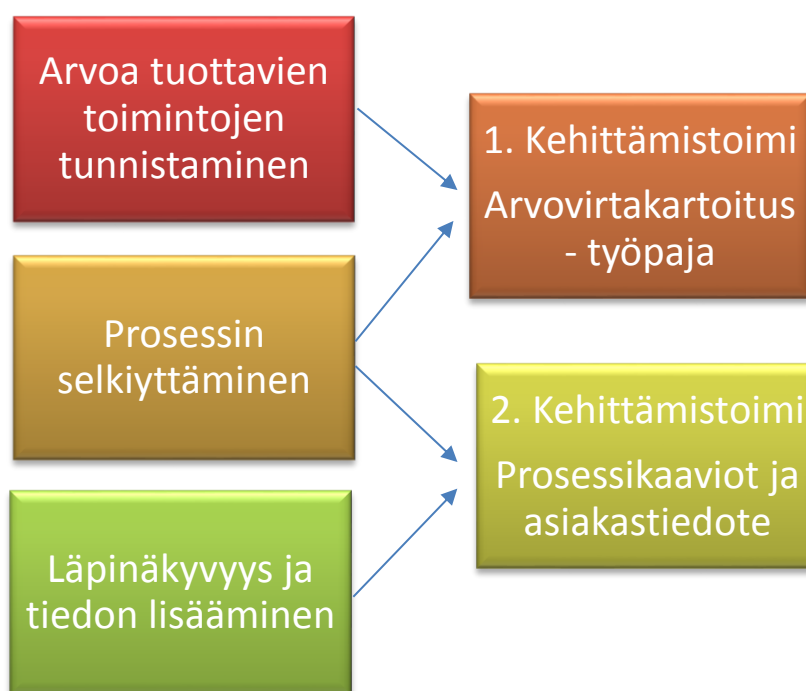 Arvoa tuottavien
toimintojen
tunnistaminen
Prosessin
selkiyttäminen
Läpinäkyvyys ja
tiedon lisääminen
1. Kehittämistoimi
Arvovirtakartoitus
- työpaja
2. Kehittämistoimi
Prosessikaaviot ja
asiakastiedote